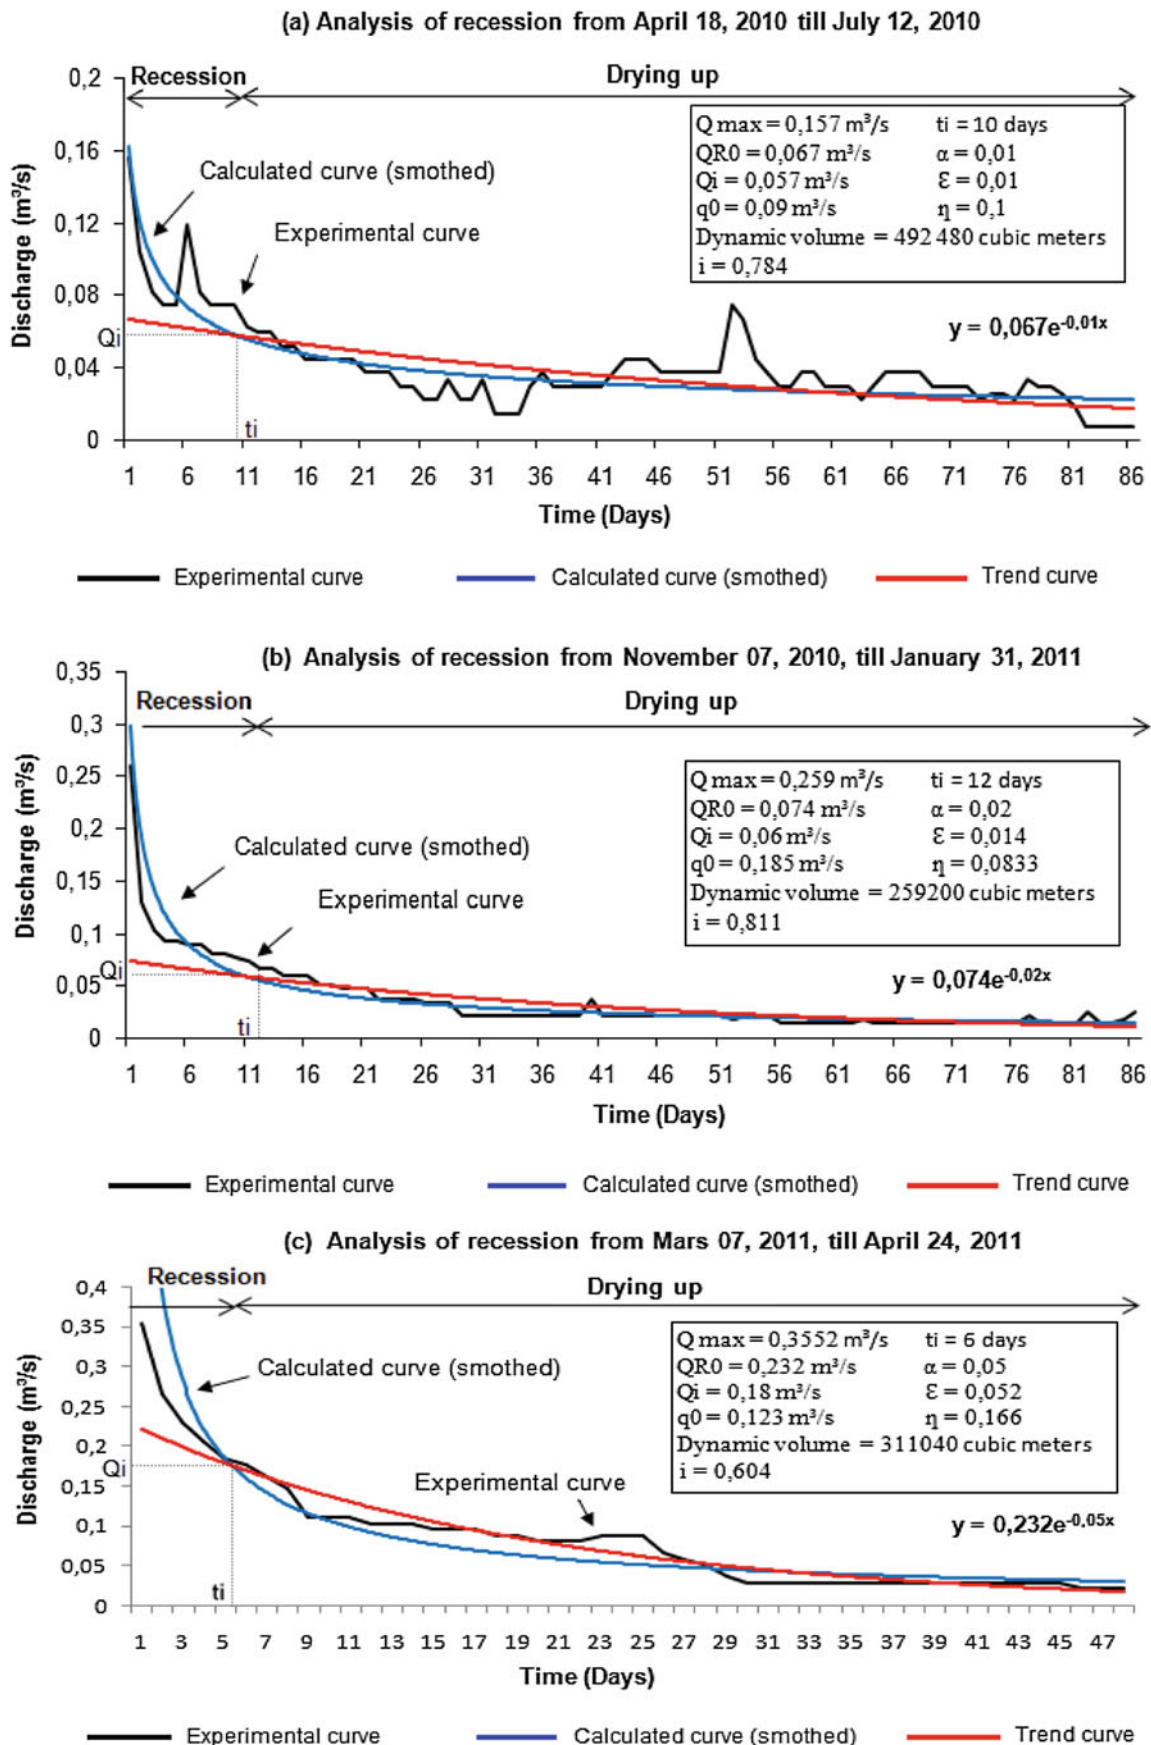 (a) Analysis of recession from April 18, 2010 till July 12, 2010
0,2
0,16
0,12
0,08
0,04
0
Discharge (m³/s)
Recession
Drying up
Calculated curve (smothed)
Experimental curve
Q max = 0,157 m³/s ti = 10 days
QR0 = 0,067 m³/s α = 0,01
Qi = 0,057 m³/s Ɛ = 0,01
q0 = 0,09 m³/s η = 0,1
Dynamic volume = 492 480 cubic meters
i = 0,784
y = 0,067e-0.01x
Qi
ti
1 6 11 16 21 26 31 36 41 46 51 56 61 66 71 76 81 86
Time (Days)
Experimental curve Calculated curve (smothed) Trend curve
(b) Analysis of recession from November 07, 2010, till January 31, 2011
0,35
0,3
0,25
0,2
0,15
0,1
0,05
0
Discharge (m³/s)
Recession
Drying up
Calculated curve (smothed)
Experimental curve
Q max = 0,259 m³/s ti = 12 days
QR0 = 0,074 m³/s α = 0,02
Qi = 0,06 m³/s Ɛ = 0,014
q0 = 0,185 m³/s η = 0,0833
Dynamic volume = 259200 cubic meters
i = 0,811
y = 0,074e-0.02x
Qi
ti
1 6 11 16 21 26 31 36 41 46 51 56 61 66 71 76 81 86
Time (Days)
Experimental curve Calculated curve (smothed) Trend curve
(c) Analysis of recession from Mars 07, 2011, till April 24, 2011
0,4
0,35
0,3
0,25
0,2
0,15
0,1
0,05
0
Discharge (m³/s)
Recession
Drying up
Calculated curve (smothed)
Experimental curve
Q max = 0,3552 m³/s ti = 6 days
QR0 = 0,232 m³/s α = 0,05
Qi = 0,18 m³/s Ɛ = 0,052
q0 = 0,123 m³/s η = 0,166
Dynamic volume = 311040 cubic meters
i = 0,604
y = 0,232e-0.05x
Qi
ti
1 3 5 7 9 11 13 15 17 19 21 23 25 27 29 31 33 35 37 39 41 43 45 47
Time (Days)
Experimental curve Calculated curve (smothed) Trend curve